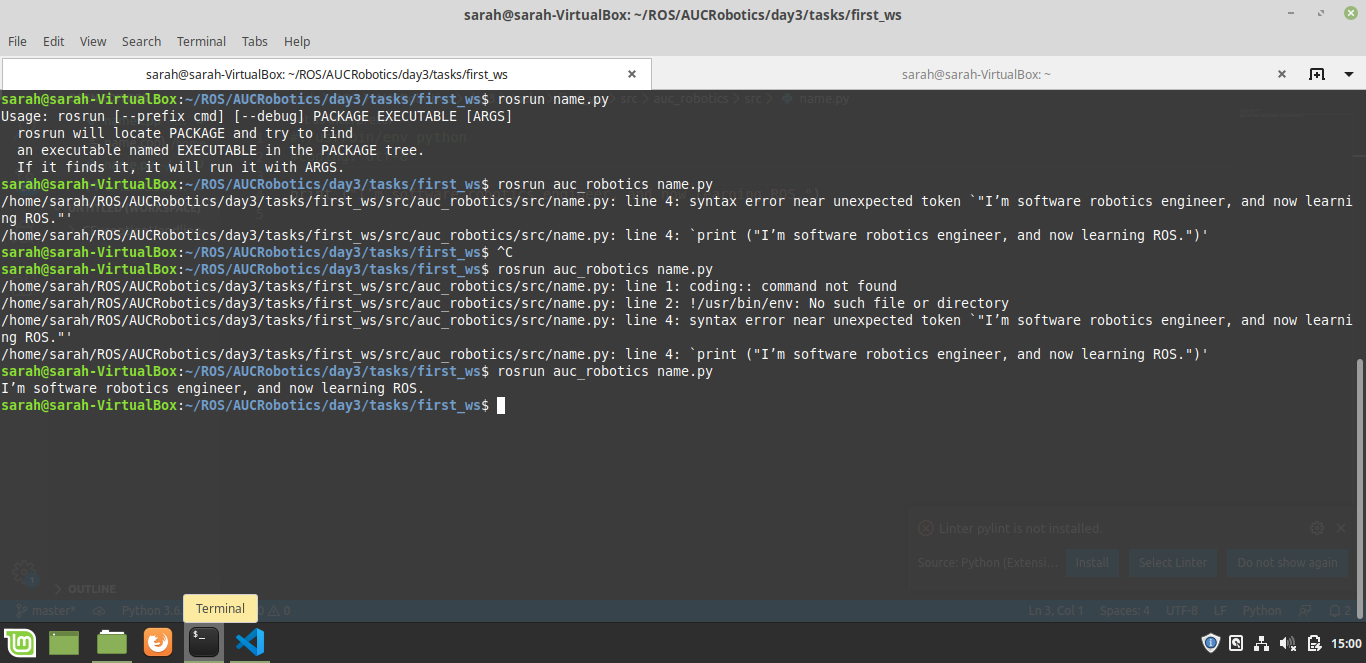 sarah@sarah-VirtualBox: ~/ROS/AUCRobotics/day3/tasks/first_ws
File Edit View Search Terminal Tabs Help
sarah@sarah-VirtualBox: ~/ROS/AUCRobotics/day3/tasks/first_ws
sarah@sarah-VirtualBox: ~
sarah@sarah-VirtualBox:~/ROS/AUCRobotics/day3/tasks/first_ws$ rosrun name.py
src > auc_robotics > src > name.py
Usage: rosrun [--prefix cmd] [--debug] PACKAGE EXECUTABLE [ARGS]
  rosrun will locate PACKAGE and try to find
  an executable named EXECUTABLE in the PACKAGE tree.
  If it finds it, it will run it with ARGS.
sarah@sarah-VirtualBox:~/ROS/AUCRobotics/day3/tasks/first_ws$ rosrun auc_robotics name.py
/home/sarah/ROS/AUCRobotics/day3/tasks/first_ws/src/auc_robotics/src/name.py: line 4: syntax error near unexpected token `"I’m software robotics engineer, and now learni
ng ROS."'
/home/sarah/ROS/AUCRobotics/day3/tasks/first_ws/src/auc_robotics/src/name.py: line 4: `print ("I’m software robotics engineer, and now learning ROS.")'
sarah@sarah-VirtualBox:~/ROS/AUCRobotics/day3/tasks/first_ws$ ^C
sarah@sarah-VirtualBox:~/ROS/AUCRobotics/day3/tasks/first_ws$ rosrun auc_robotics name.py
/home/sarah/ROS/AUCRobotics/day3/tasks/first_ws/src/auc_robotics/src/name.py: line 1: coding:: command not found
/home/sarah/ROS/AUCRobotics/day3/tasks/first_ws/src/auc_robotics/src/name.py: line 2: !/usr/bin/env: No such file or directory
/home/sarah/ROS/AUCRobotics/day3/tasks/first_ws/src/auc_robotics/src/name.py: line 4: syntax error near unexpected token `"I’m software robotics engineer, and now learni
ng ROS."'
/home/sarah/ROS/AUCRobotics/day3/tasks/first_ws/src/auc_robotics/src/name.py: line 4: `print ("I’m software robotics engineer, and now learning ROS.")'
sarah@sarah-VirtualBox:~/ROS/AUCRobotics/day3/tasks/first_ws$ rosrun auc_robotics name.py
I’m software robotics engineer, and now learning ROS.
sarah@sarah-VirtualBox:~/ROS/AUCRobotics/day3/tasks/first_ws$
Linter pylint is not installed.
Source: Python (Extensi... Install Select Linter Do not show again
1
OUTLINE
master* Python 3.6 0 Ln 3, Col 1 Spaces: 4 UTF-8 LF Python 2
Terminal
15:00